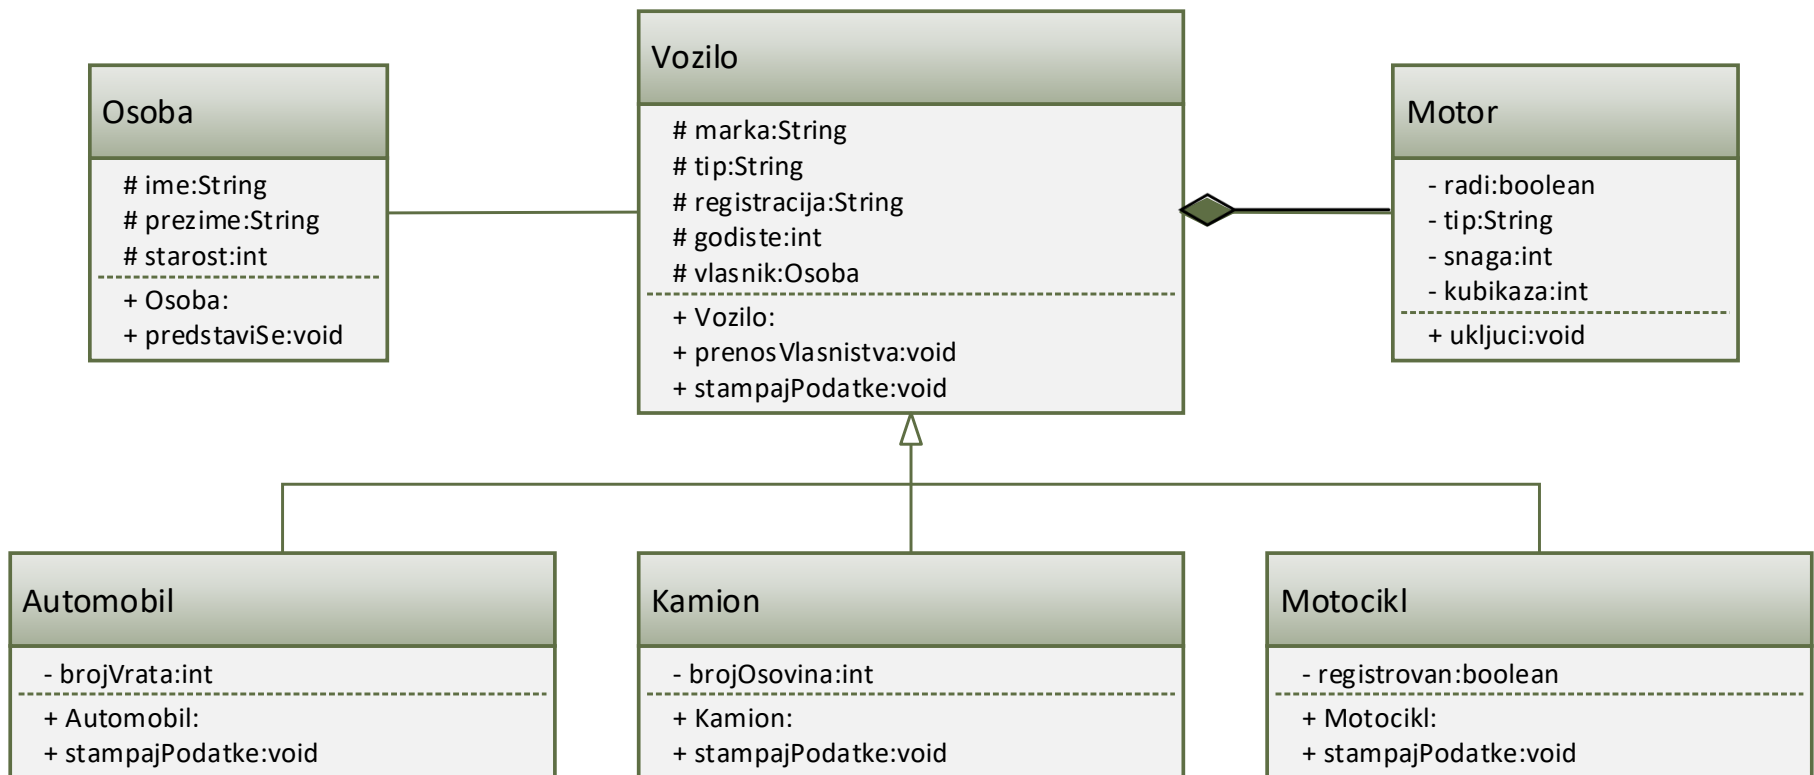 Osoba
# ime:String
# prezime:String
# starost:int
+ Osoba:
+ predstaviSe:void
Vozilo
# marka:String
# tip:String
# registracija:String
# godiste:int
# vlasnik:Osoba
+ Vozilo:
+ prenosVlasnistva:void
+ stampajPodatke:void
Motor
- radi:boolean
- tip:String
- snaga:int
- kubikaza:int
+ ukljuci:void
Automobil
- brojVrata:int
+ Automobil:
+ stampajPodatke:void
Kamion
- brojOsovina:int
+ Kamion:
+ stampajPodatke:void
Motocikl
- registrovan:boolean
+ Motocikl:
+ stampajPodatke:void